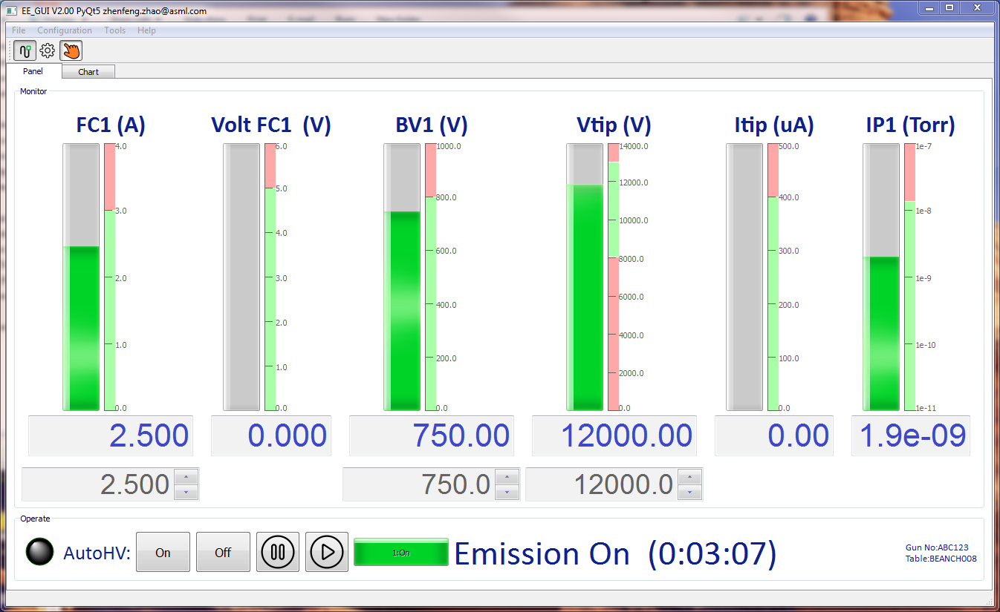 EE_GUI V2.00 PyQt5 zhenfeng.zhao@asml.com
File Configuration Tools Help
Panel Chart
Monitor
FC1 (A) Volt FC1 (V) BV1 (V) Vtip (V) Itip (uA) IP1 (Torr)
4.0
3.0
2.0
1.0
0.0
6.0
5.0
4.0
3.0
2.0
1.0
0.0
1000.0
800.0
600.0
400.0
200.0
0.0
14000.0
12000.0
10000.0
8000.0
6000.0
4000.0
2000.0
0.0
500.0
400.0
300.0
200.0
100.0
0.0
1e-7
1e-8
1e-9
1e-10
1e-11
2.500 0.000 750.00 12000.00 0.00 1.9e-09
2.500 750.0 12000.0
Operate
AutoHV: On Off 1:On Emission On (0:03:07)
Gun No:ABC123
Table:BEANCH008